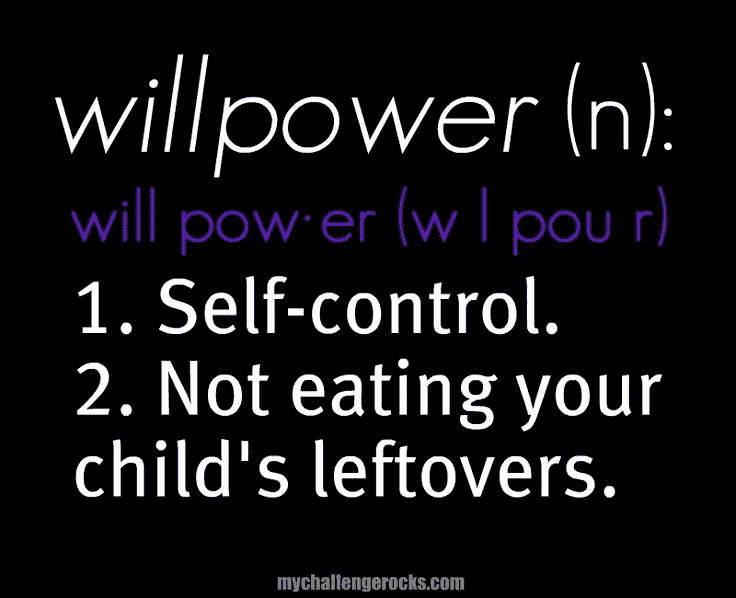 willpower (n):
will pow·er (w l pou r)
1. Self-control.
2. Not eating your
child's leftovers.
mychallengerocks.com